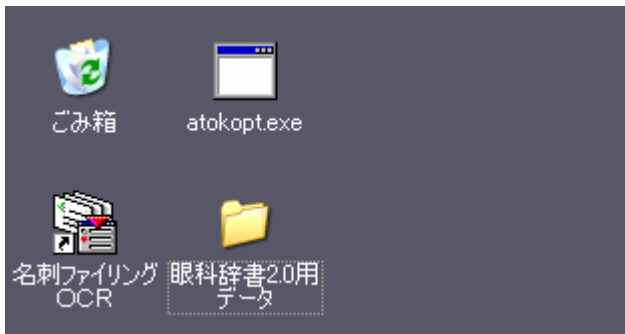 ごみ箱
atokopt.exe
名刺ファイリング
OCR
眼科辞書2.0用
データ